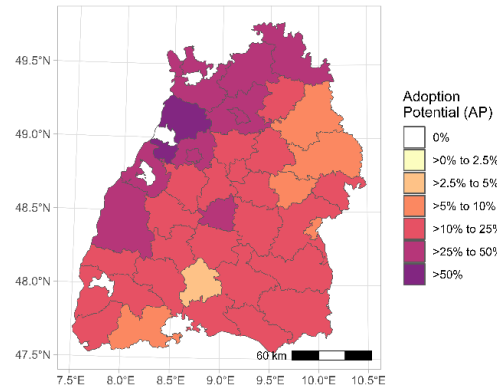 49.5°N
49.0°N
48.5°N
48.0°N
47.5°N
7.5°E 8.0°E 8.5°E 9.0°E 9.5°E 10.0°E 10.5°E
60 km
Adoption
Potential (AP)
0%
>0% to 2.5%
>2.5% to 5%
>5% to 10%
>10% to 25%
>25% to 50%
>50%